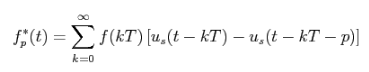 f_p^*(t) = \sum_{k=0}^{\infty} f(kT) [u_s(t - kT) - u_s(t - kT - p)]